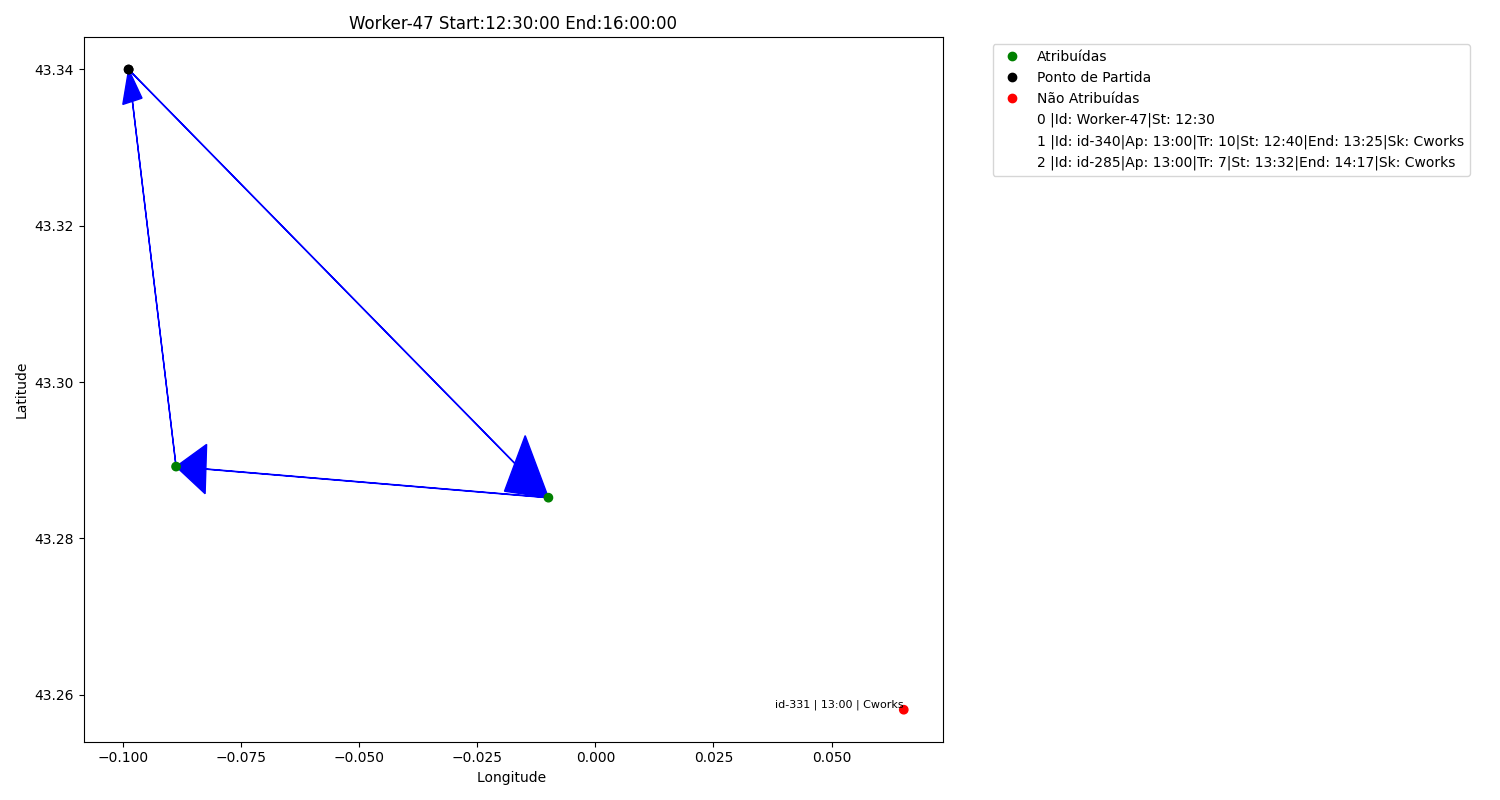 Worker-47 Start:12:30:00 End:16:00:00
43.34
43.32
43.30
43.28
43.26
Latitude
−0.100
−0.075
−0.050
−0.025
0.000
0.025
0.050
Longitude
id-331 | 13:00 | Cworks
Atribuídas
Ponto de Partida
Não Atribuídas
0 |Id: Worker-47|St: 12:30
1 |Id: id-340|Ap: 13:00|Tr: 10|St: 12:40|End: 13:25|Sk: Cworks
2 |Id: id-285|Ap: 13:00|Tr: 7|St: 13:32|End: 14:17|Sk: Cworks